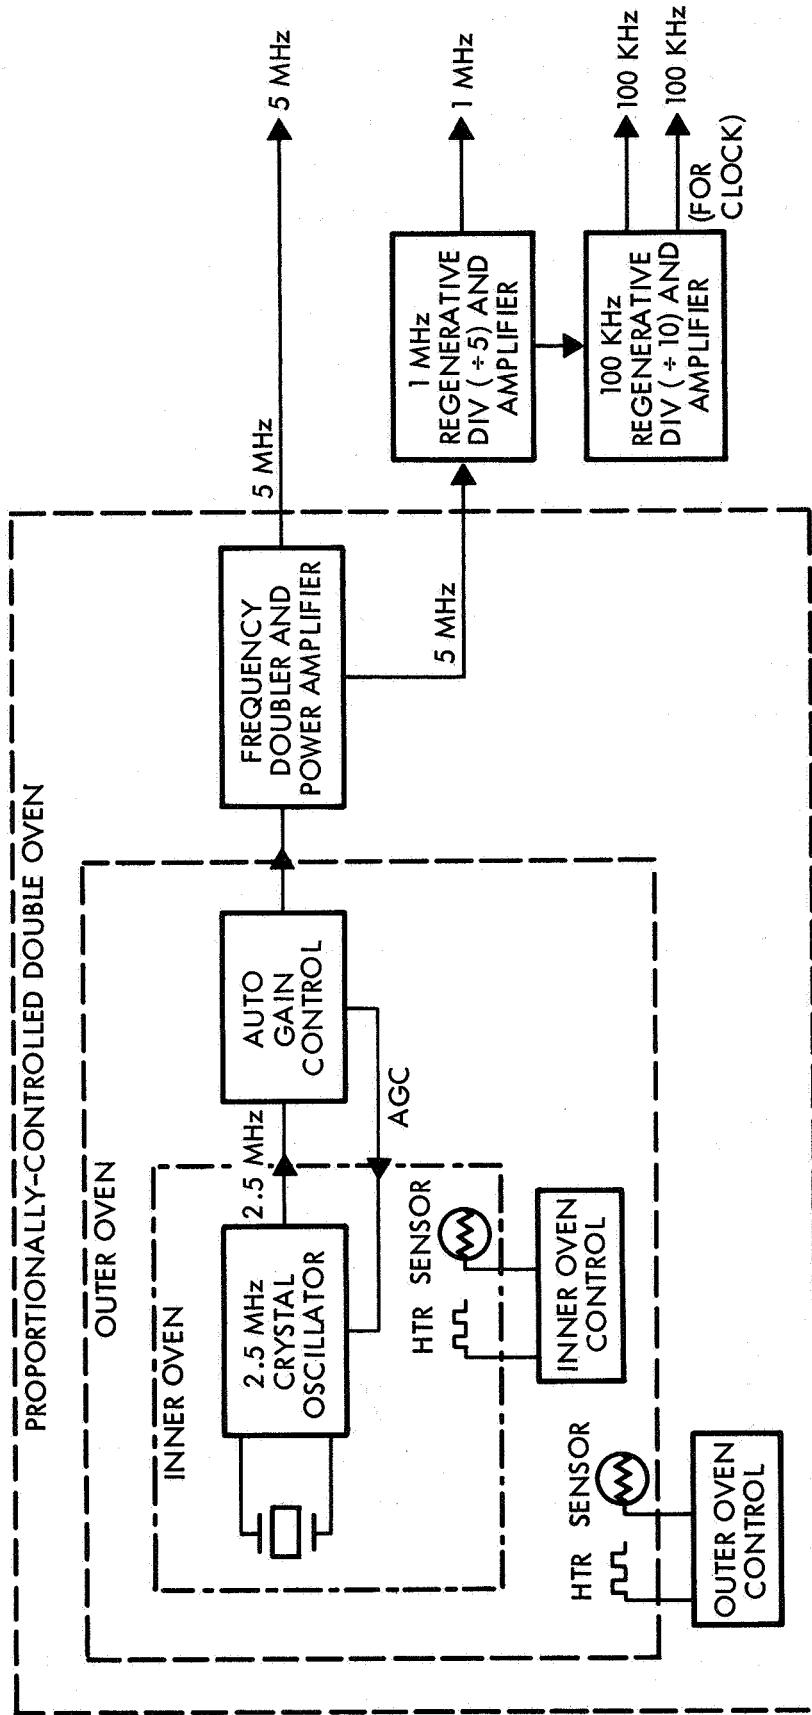 PROPORTIONALLY-CONTROLLED DOUBLE OVEN
OUTER OVEN
INNER OVEN
2.5 MHz
CRYSTAL
OSCILLATOR
2.5 MHz
AUTO
GAIN
CONTROL
AGC
FREQUENCY
DOUBLER AND
POWER AMPLIFIER
5 MHz
5 MHz
5 MHz
1 MHz
REGENERATIVE
DIV (÷5) AND
AMPLIFIER
1 MHz
100 KHz
REGENERATIVE
DIV (÷ 10) AND
AMPLIFIER
100 KHz
100 KHz
(FOR
CLOCK)
HTR SENSOR
INNER OVEN
CONTROL
HTR SENSOR
OUTER OVEN
CONTROL